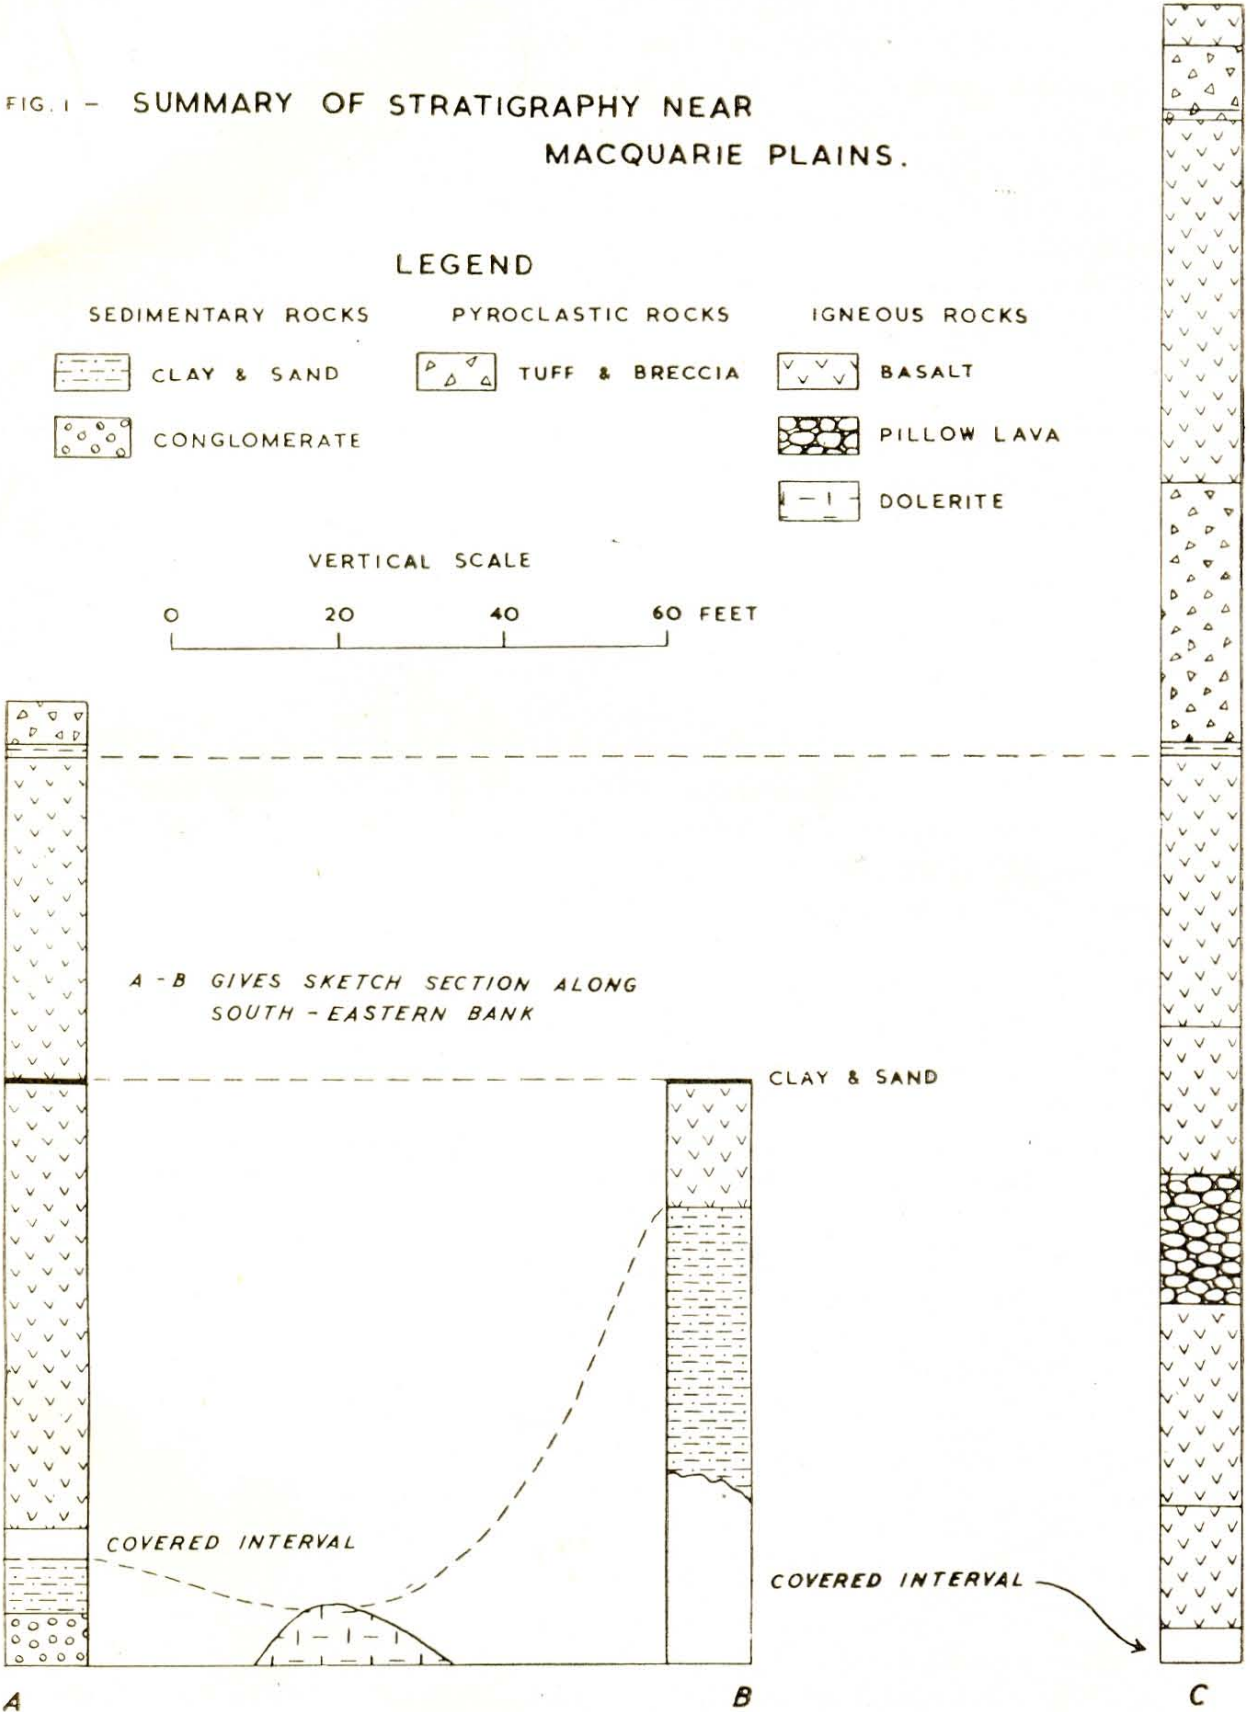 FIG. 1 - SUMMARY OF STRATIGRAPHY NEAR
MACQUARIE PLAINS.
LEGEND
SEDIMENTARY ROCKS
CLAY & SAND
CONGLOMERATE
PYROCLASTIC ROCKS
TUFF & BRECCIA
IGNEOUS ROCKS
BASALT
PILLOW LAVA
DOLERITE
VERTICAL SCALE
0 20 40 60 FEET
A - B GIVES SKETCH SECTION ALONG
SOUTH - EASTERN BANK
CLAY & SAND
COVERED INTERVAL
COVERED INTERVAL
A B C